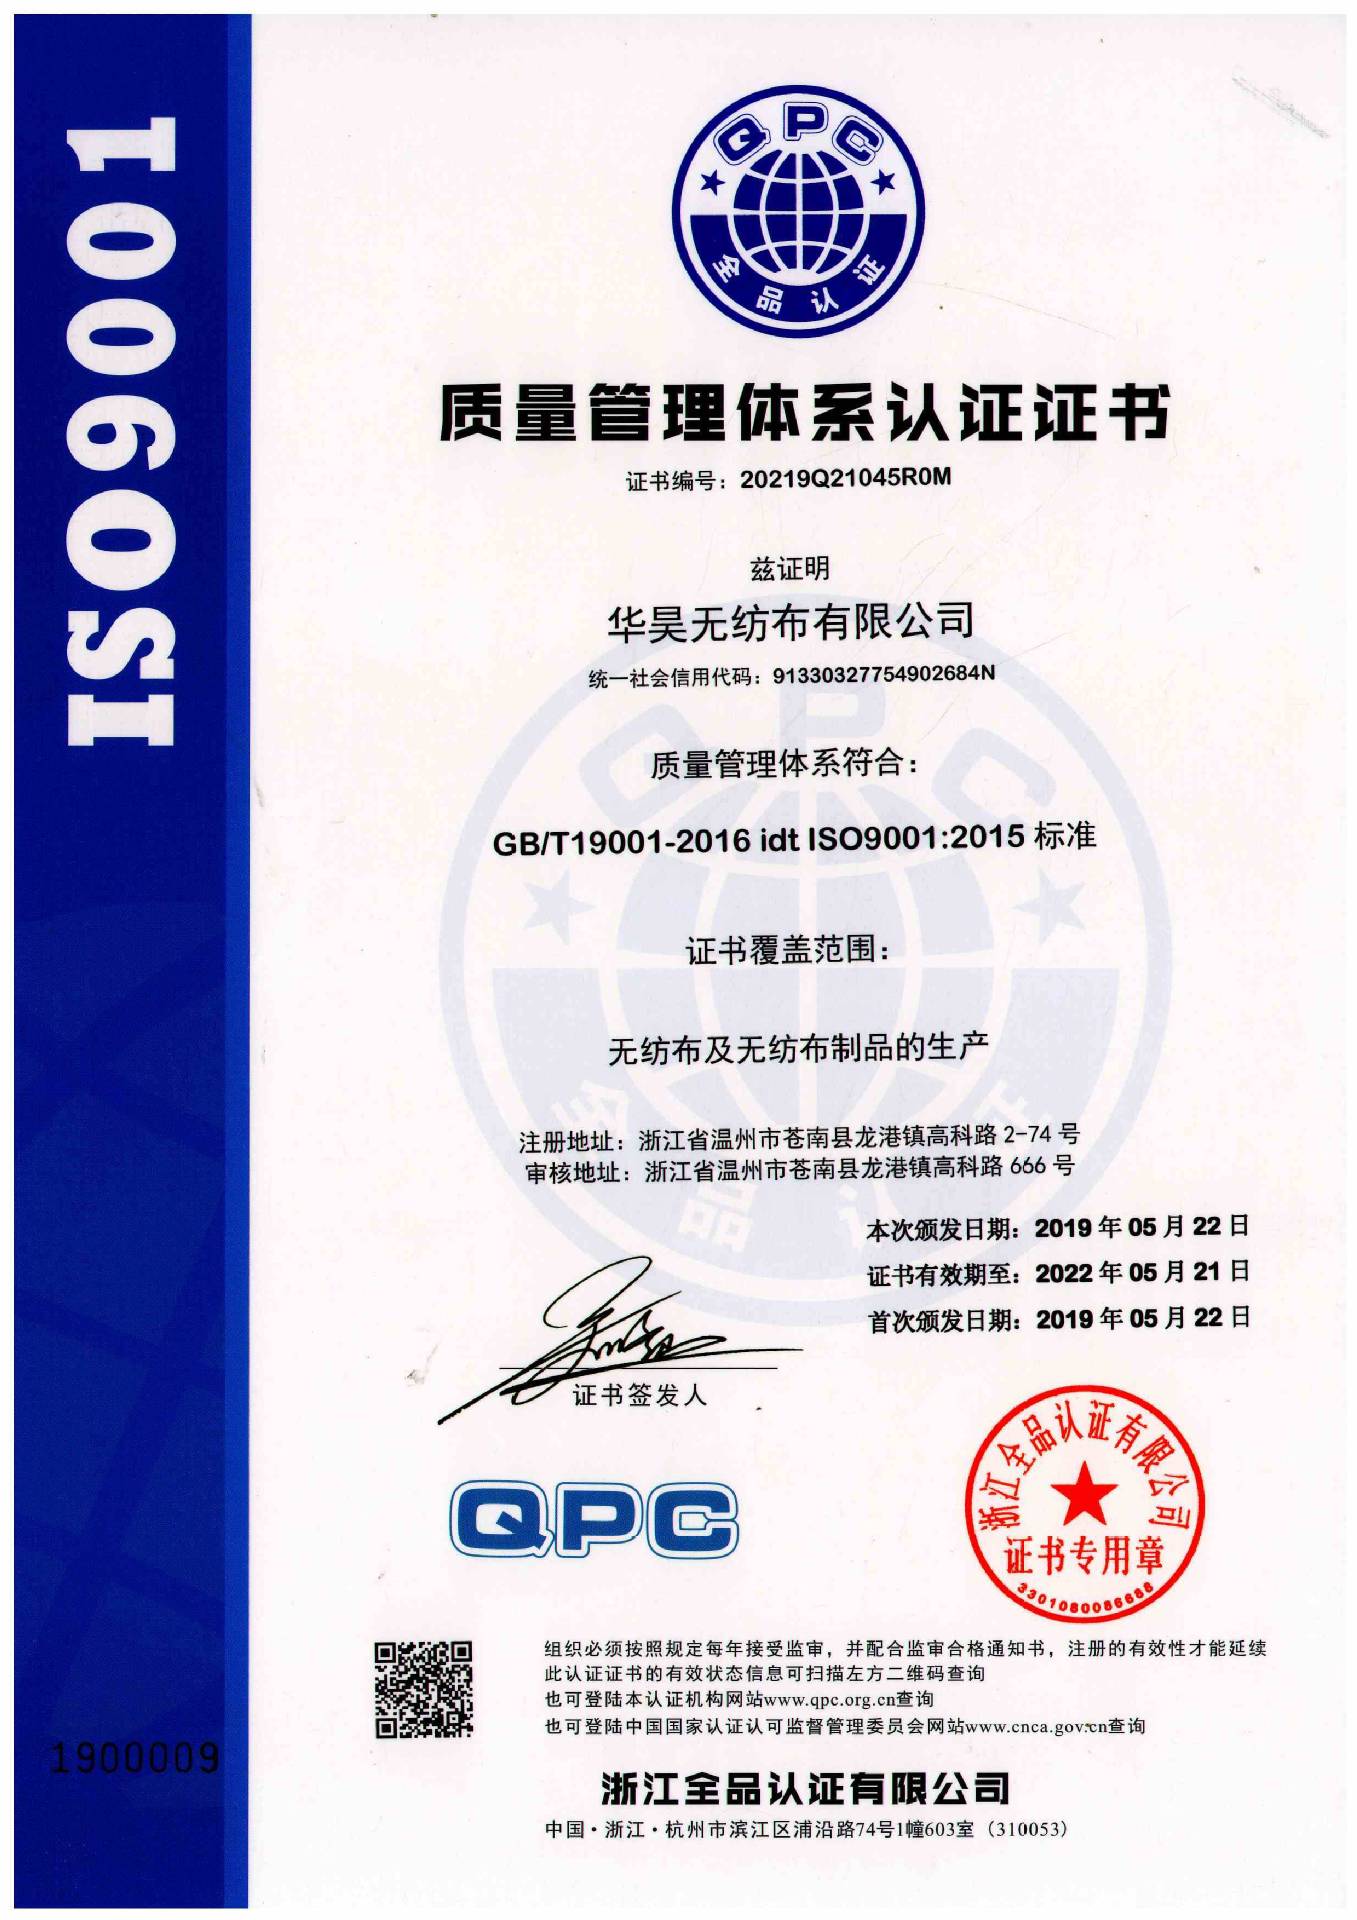 ISO9001
QPC
全品认证
质量管理体系认证证书
证书编号：20219Q21045R0M
兹证明
华昊无纺布有限公司
统一社会信用代码：91330327754902684N
质量管理体系符合：
GB/T19001-2016 idt ISO9001:2015 标准
证书覆盖范围：
无纺布及无纺布制品的生产
注册地址：浙江省温州市苍南县龙港镇高科路 2-74 号
审核地址：浙江省温州市苍南县龙港镇高科路 666 号
本次颁发日期：2019 年 05 月 22 日
证书有效期至：2022 年 05 月 21 日
首次颁发日期：2019 年 05 月 22 日
证书签发人
QPC
浙江全品认证有限公司
证书专用章
3301080086688
组织必须按照规定每年接受监审，并配合监审合格通知书，注册的有效性才能延续
此认证证书的有效状态信息可扫描左方二维码查询
也可登陆本认证机构网站www.qpc.org.cn查询
也可登陆中国国家认证认可监督管理委员会网站www.cnca.gov.cn查询
1900009
浙江全品认证有限公司
中国·浙江·杭州市滨江区浦沿路74号1幢603室（310053）